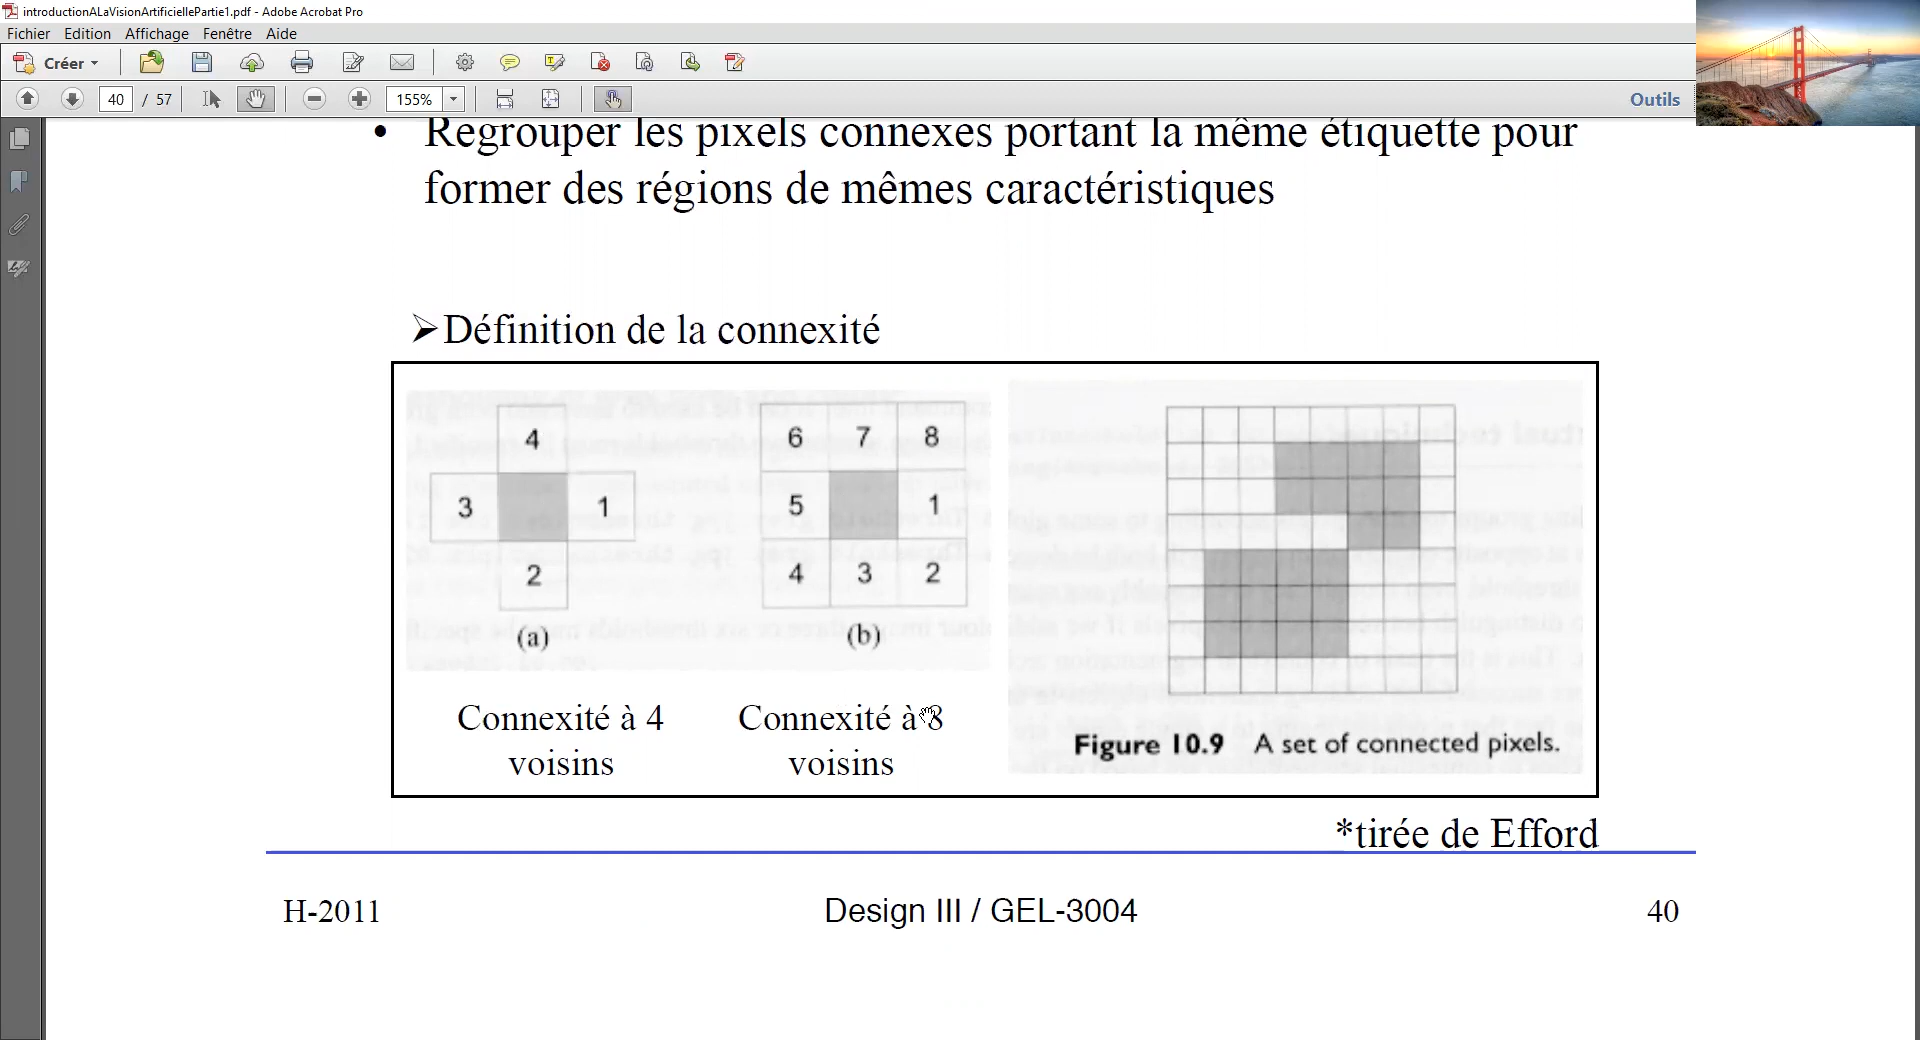 introductionALaVisionArtificiellePartie1.pdf - Adobe Acrobat Pro
Fichier Edition Affichage Fenêtre Aide
Créer
40 / 57 155% Outils
• Regrouper les pixels connexes portant la même étiquette pour
former des régions de mêmes caractéristiques
➢Définition de la connexité
4
3 1
2
(a)
6 7 8
5 1
4 3 2
(b)
Connexité à 4
voisins
Connexité à 8
voisins
Figure 10.9 A set of connected pixels.
*tirée de Efford
H-2011 Design III / GEL-3004 40